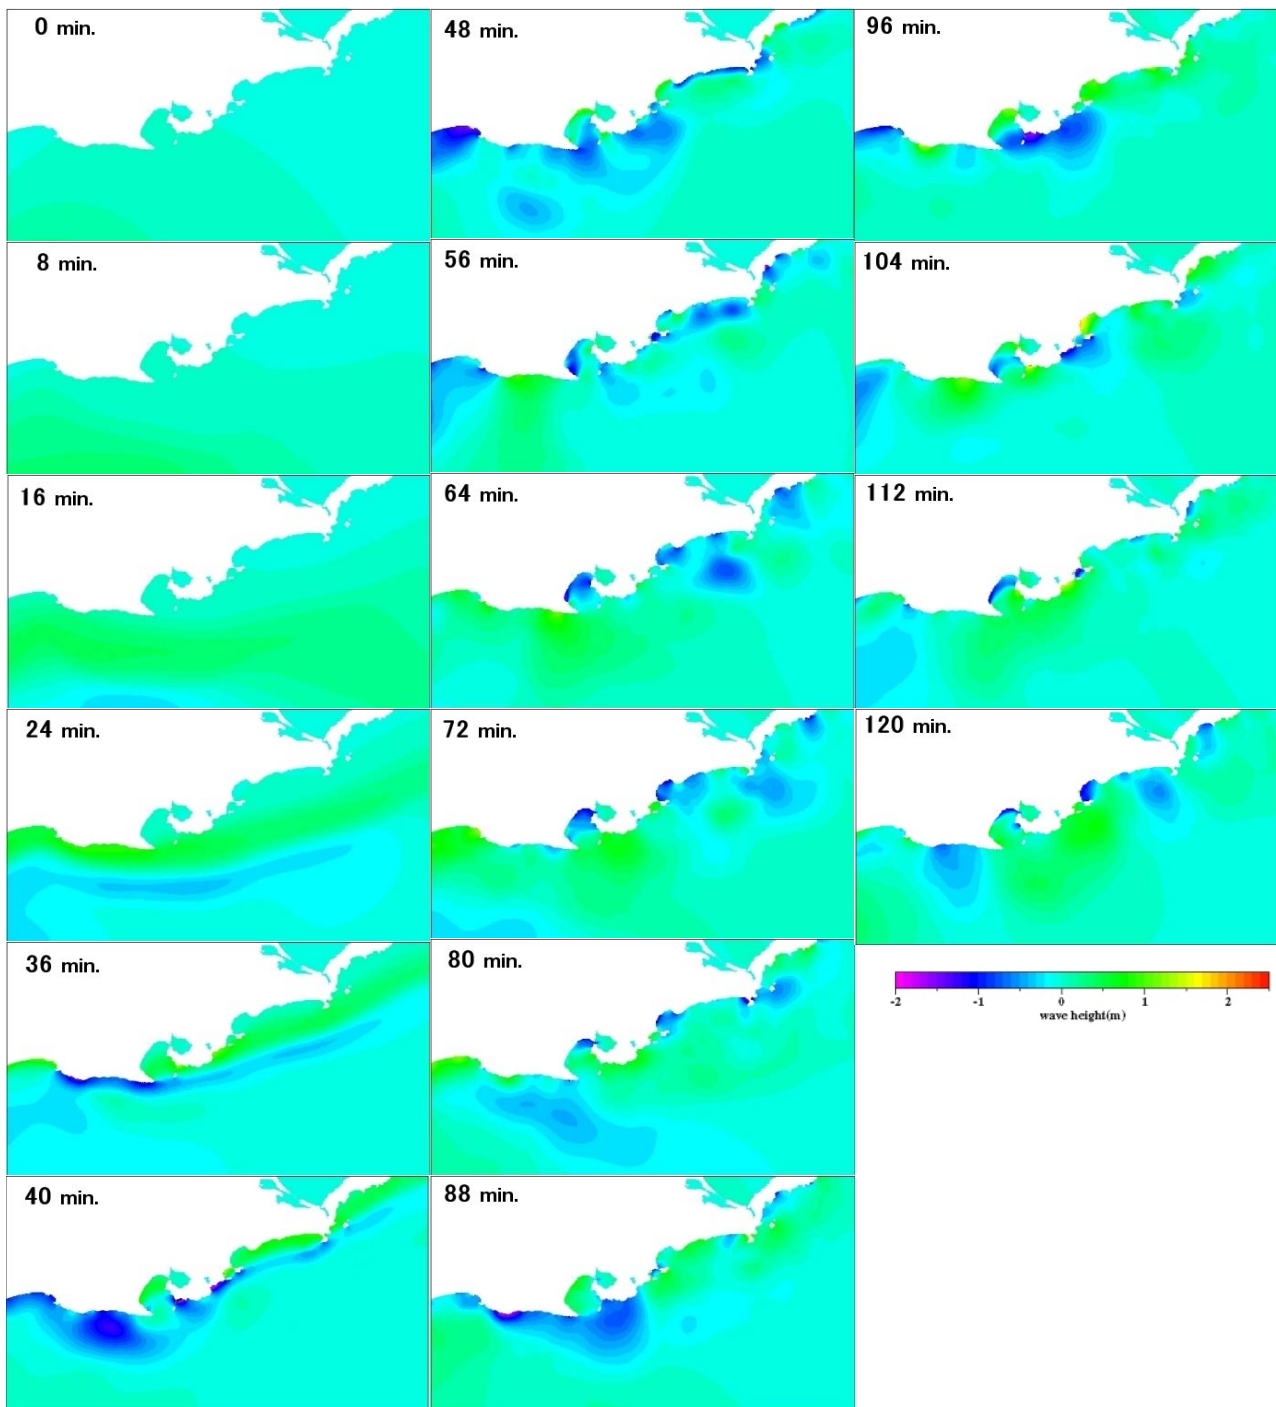 0 min.
8 min.
16 min.
24 min.
36 min.
40 min.
48 min.
56 min.
64 min.
72 min.
80 min.
88 min.
96 min.
104 min.
112 min.
120 min.
-2 -1 0 1 2
wave height(m)